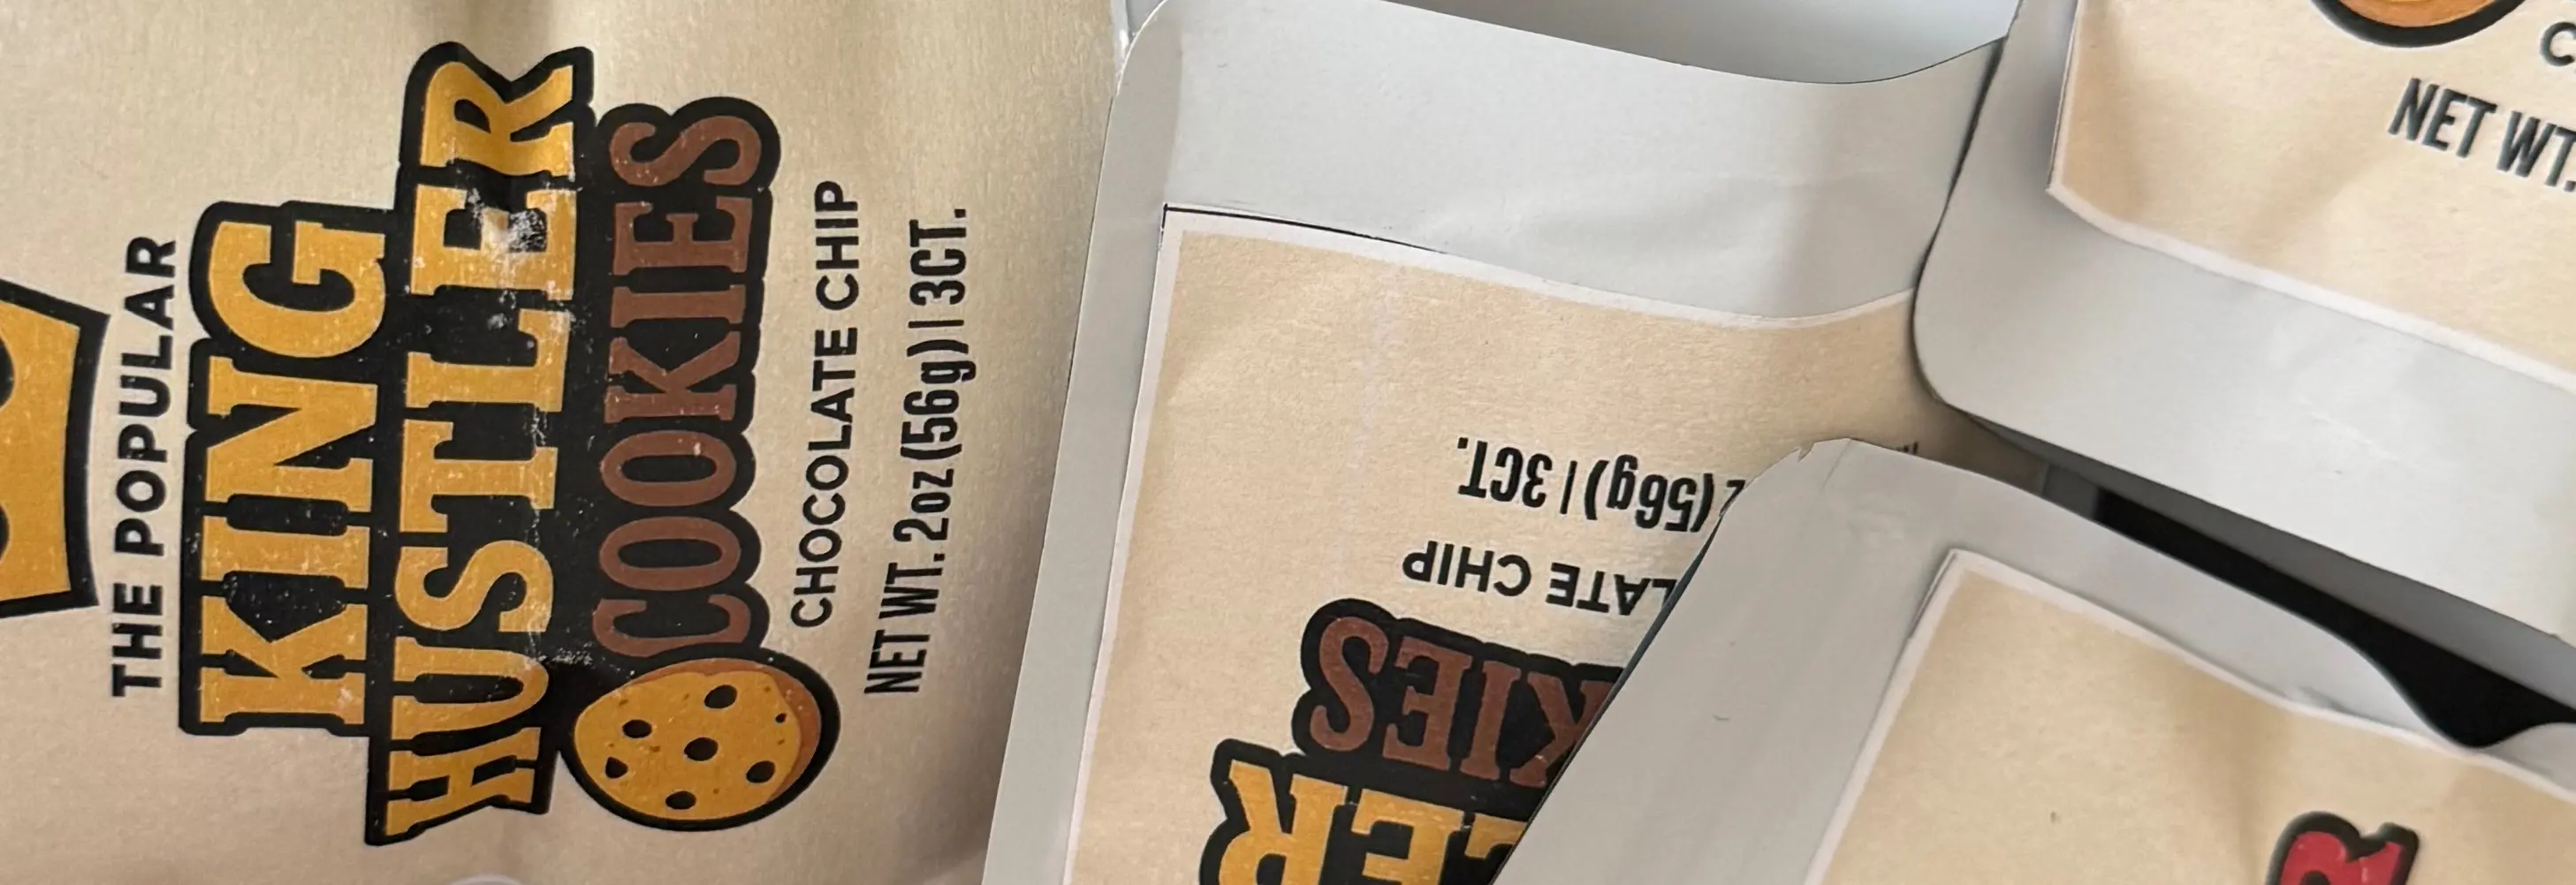 THE POPULAR
KING
HUSTLER
COOKIES
CHOCOLATE CHIP
NET WT. 2oz (56g) | 3CT.
ER
KIES
LATE CHIP
(56g) | 3CT.
C
NET WT.
R